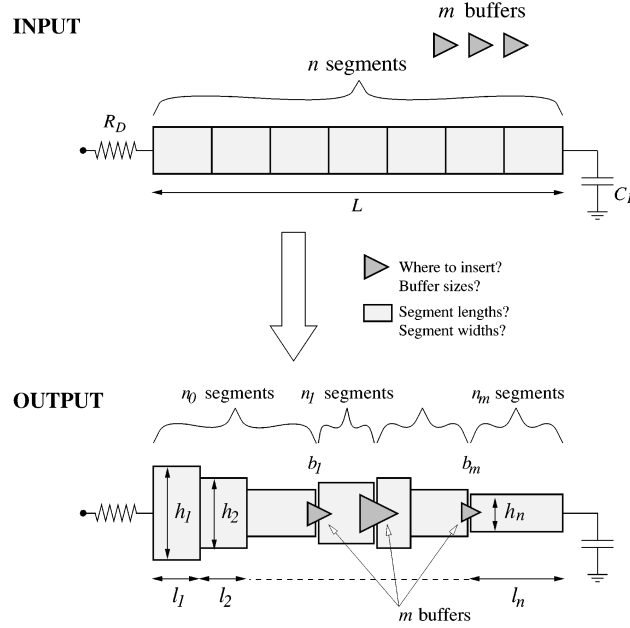 m buffers
INPUT
n segments
R_D
L
Where to insert?
Buffer sizes?
Segment lengths?
Segment widths?
OUTPUT
n_0 segments n_1 segments n_m segments
b_1 b_m
h_1 h_2 h_n
l_1 l_2 l_n
m buffers